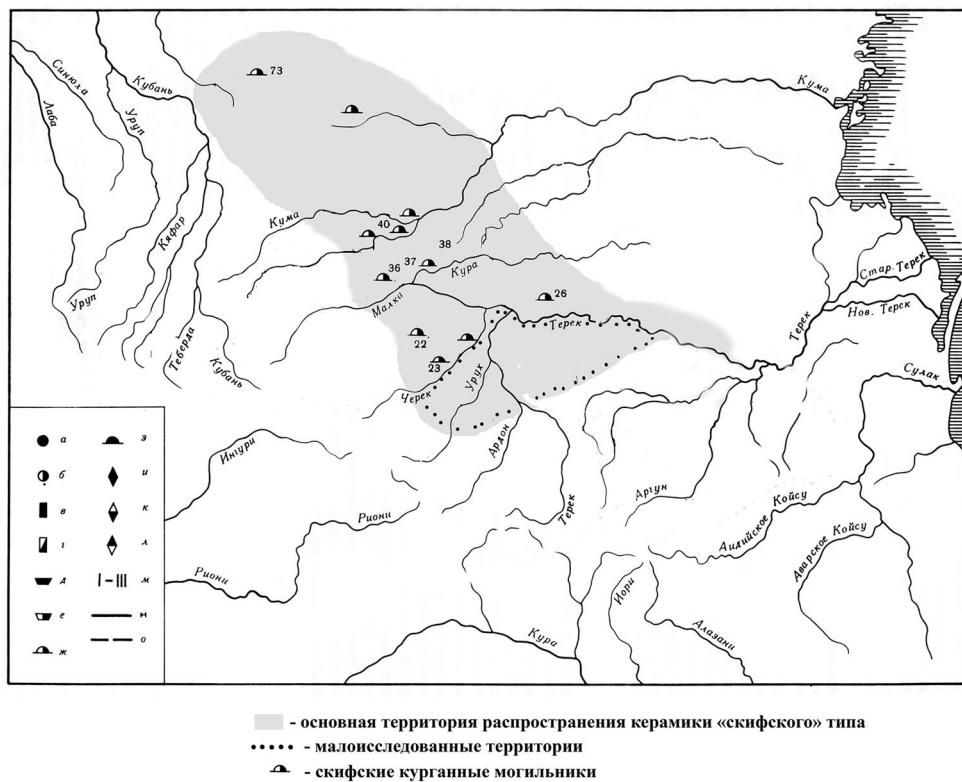 73
Кума
Синюха
Кубань
Лаба
Уруп
Кяфар
Кума
40
38
37
36
Кура
Малки
Стар. Терек
26
Терек
Нов. Терек
Терек
Уруп
Теберда
Кубань
22
23
Урух
Черек
Сулак
Ардон
Ингури
Аргун
Койсу
Риони
Терек
Андийское
Койсу
Аварское
Риони
Иори
Кура
Алазани
а
з
б
и
в
к
г
л
д
I – III
м
е
н
ж
о
- основная территория распространения керамики «скифского» типа
- малоисследованные территории
- скифские курганные могильники